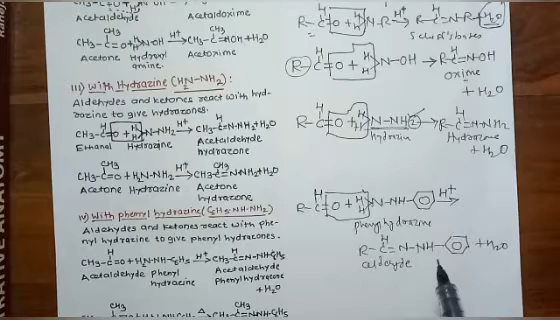 Acetaldehyde Acetaldoxime
CH3
CH3
CH3-C=O+H2N-OH H+ CH3-C=NOH+H2O
Acetone Hydroxyl Acetoxime
amine.
iii) With Hydrazine (H2N-NH2):
Aldehydes and ketones react with hyd-
razine to give hydrazones.
CH3-C=O+H2N-NH2 H+ CH3-C=N-NH2+H2O
Ethanal Hydrazine Acetaldehyde
hydrazone
CH3
CH3
CH3-C=O+H2N-NH2 H+ CH3-C=N-NH2+H2O
Acetone Hydrazine Acetone
hydrazone
iv) With phenyl hydrazine (C6H5-NH-NH2)
Aldehydes and ketones react with phe-
nyl hydrazine to give phenyl hydrazones.
CH3-C=O+H2N-NH-C6H5 H+ CH3-C=N-NH-C6H5
Acetaldehyde phenyl Acetaldehyde
hydrazine Phenylhydrazone
+H2O
CH3
CH3
R-C=O+H2N-R H+ R-C=N-R+H2O
R-C=O+H2N-OH R-C=N-OH
oxime
+H2O
R-C=O+H2N-NH2 R-C=N-NH2
hydrazin Hydrazone
+H2O
R-C=O+H2N-NH- H+
phenylhydrazine
R-C=N-NH- +H2O
aldehyde